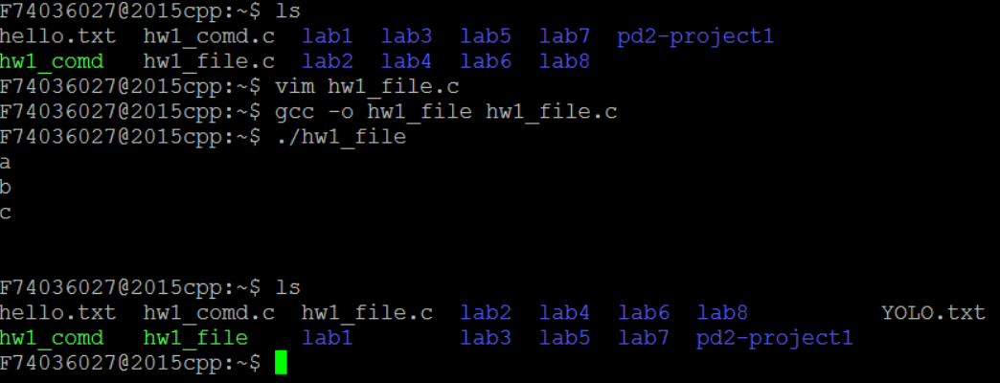 F74036027@2015cpp:~$ ls
hello.txt  hw1_comd.c  lab1  lab3  lab5  lab7  pd2-project1
hw1_comd   hw1_file.c  lab2  lab4  lab6  lab8
F74036027@2015cpp:~$ vim hw1_file.c
F74036027@2015cpp:~$ gcc -o hw1_file hw1_file.c
F74036027@2015cpp:~$ ./hw1_file
a
b
c
F74036027@2015cpp:~$ ls
hello.txt  hw1_comd.c  hw1_file.c  lab2  lab4  lab6  lab8          YOLO.txt
hw1_comd   hw1_file    lab1        lab3  lab5  lab7  pd2-project1
F74036027@2015cpp:~$